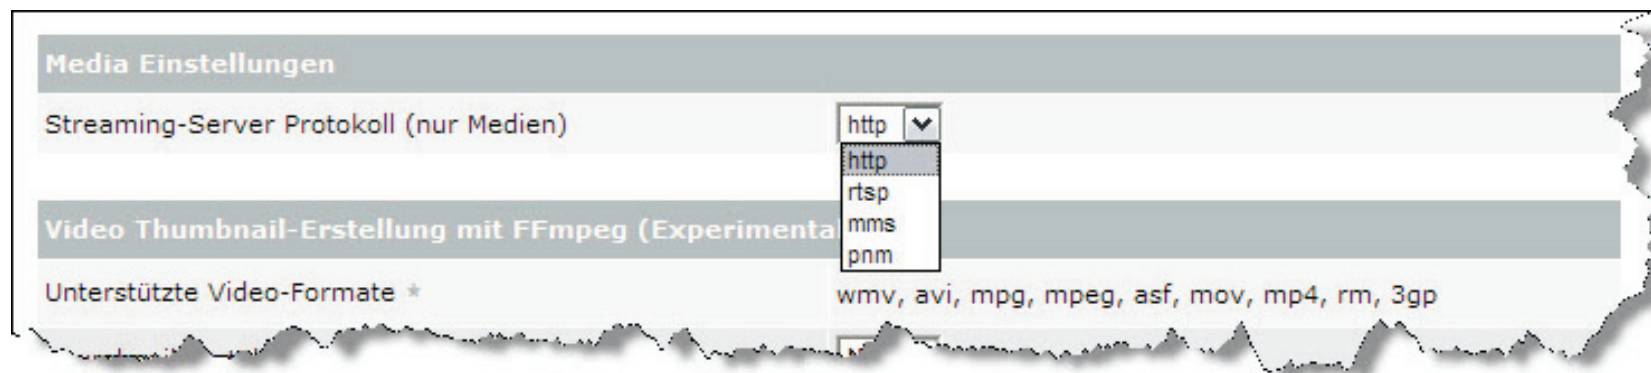 Media Einstellungen
Streaming-Server Protokoll (nur Medien) http
http
rtsp
mms
pnm
Video Thumbnail-Erstellung mit FFmpeg
Unterstützte Video-Formate * wmv, avi, mpg, mpeg, asf, mov, mp4, rm, 3gp